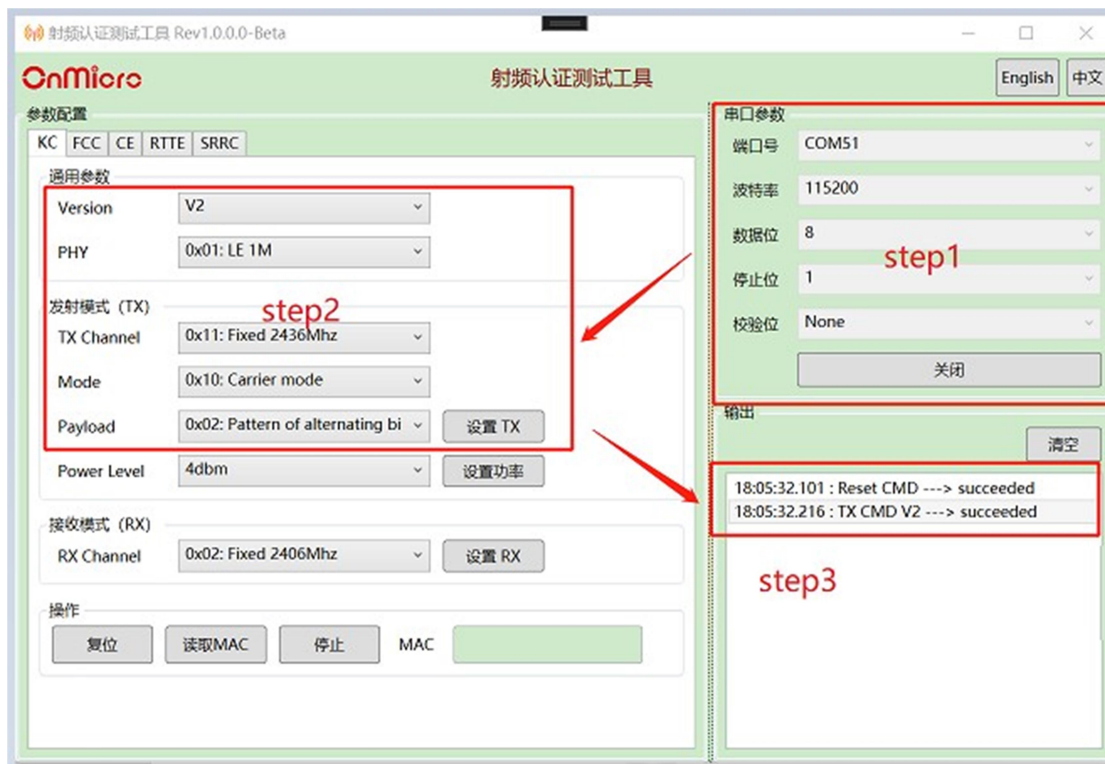 射频认证测试工具 Rev1.0.0.0-Beta
OnMicro
射频认证测试工具
English
中文
参数配置
KC
FCC
CE
RTTE
SRRC
通用参数
Version
V2
PHY
0x01: LE 1M
发射模式（TX）
step2
TX Channel
0x11: Fixed 2436Mhz
Mode
0x10: Carrier mode
Payload
0x02: Pattern of alternating bi
设置 TX
Power Level
4dbm
设置功率
接收模式（RX）
RX Channel
0x02: Fixed 2406Mhz
设置 RX
操作
复位
读取MAC
停止
MAC
串口参数
端口号
COM51
波特率
115200
数据位
8
step1
停止位
1
校验位
None
关闭
输出
清空
18:05:32.101 : Reset CMD ---> succeeded
18:05:32.216 : TX CMD V2 ---> succeeded
step3